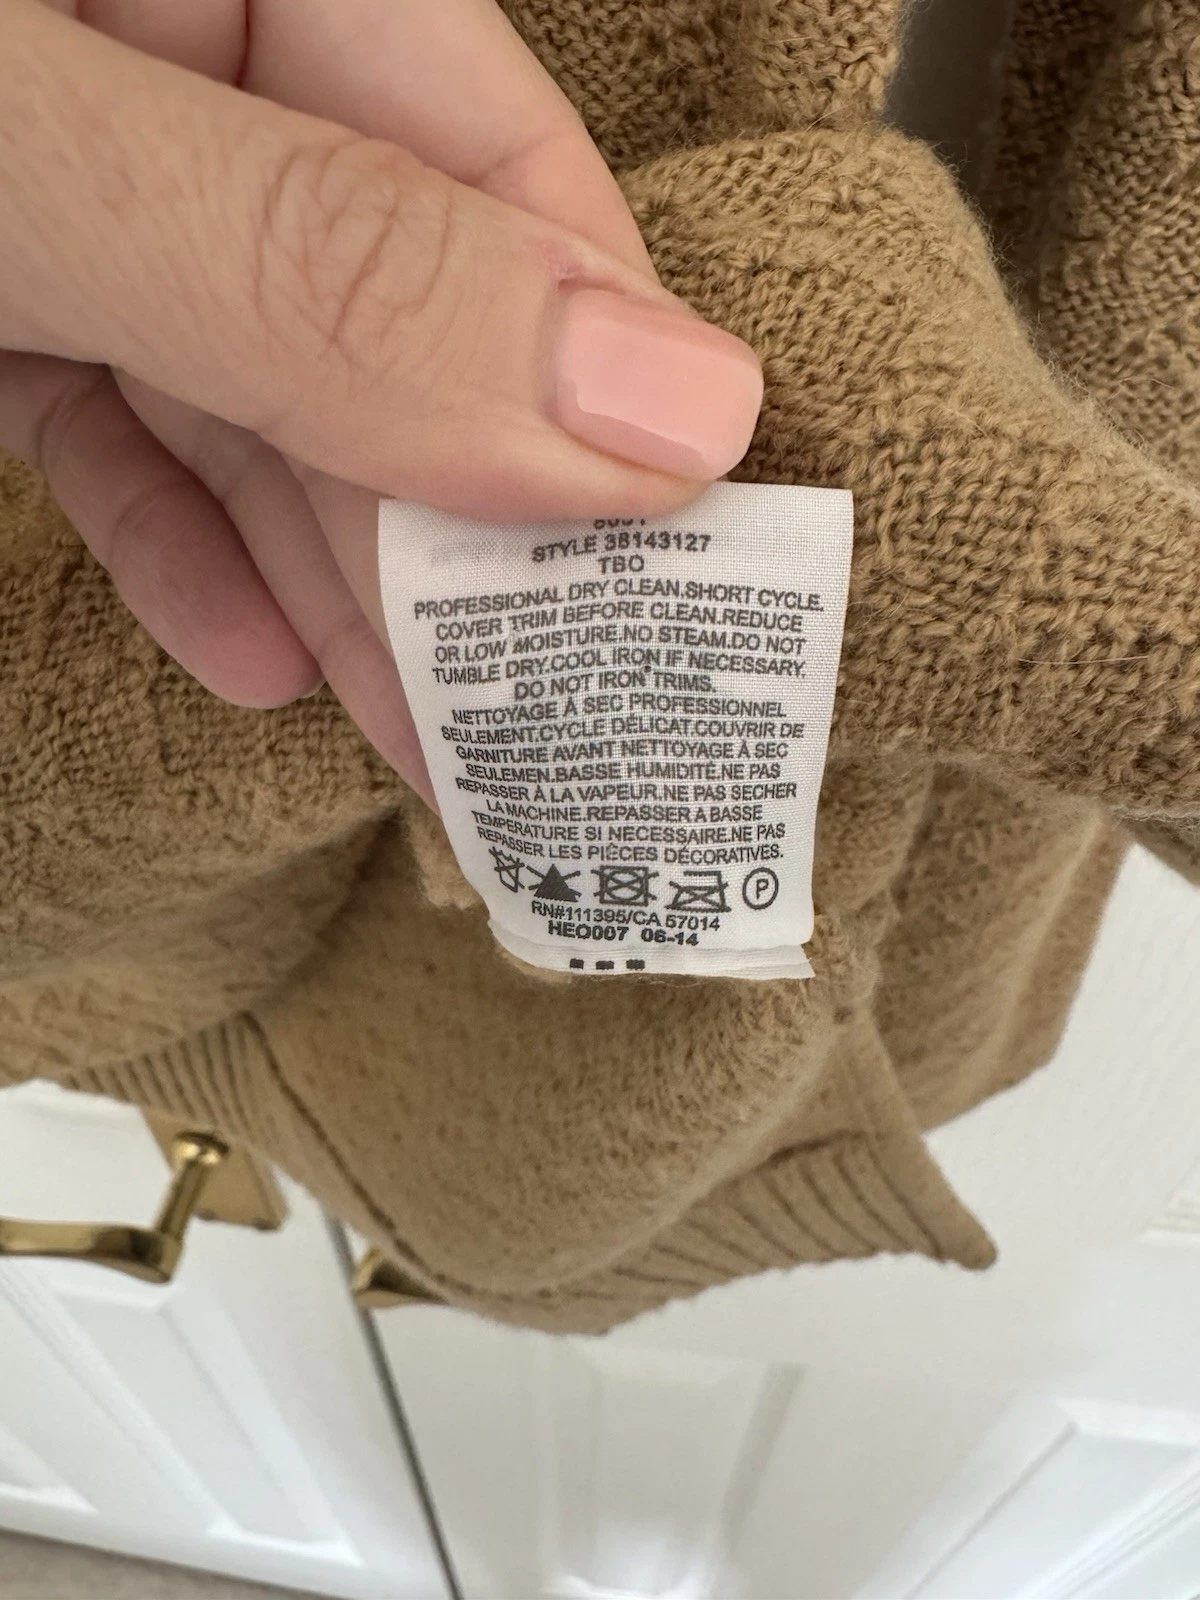 STYLE 38143127
TBO
PROFESSIONAL DRY CLEAN.SHORT CYCLE.
COVER TRIM BEFORE CLEAN.REDUCE
OR LOW MOISTURE.NO STEAM.DO NOT
TUMBLE DRY.COOL IRON IF NECESSARY.
DO NOT IRON TRIMS.
NETTOYAGE À SEC PROFESSIONNEL
SEULEMENT.CYCLE DÉLICAT.COUVRIR DE
GARNITURE AVANT NETTOYAGE À SEC
SEULEMEN.BASSE HUMIDITÉ.NE PAS
REPASSER À LA VAPEUR.NE PAS SECHER
LA MACHINE.REPASSER A BASSE
TEMPERATURE SI NECESSAIRE.NE PAS
REPASSER LES PIÈCES DÉCORATIVES.
P
RN#111395/CA 57014
HEO007 06-14